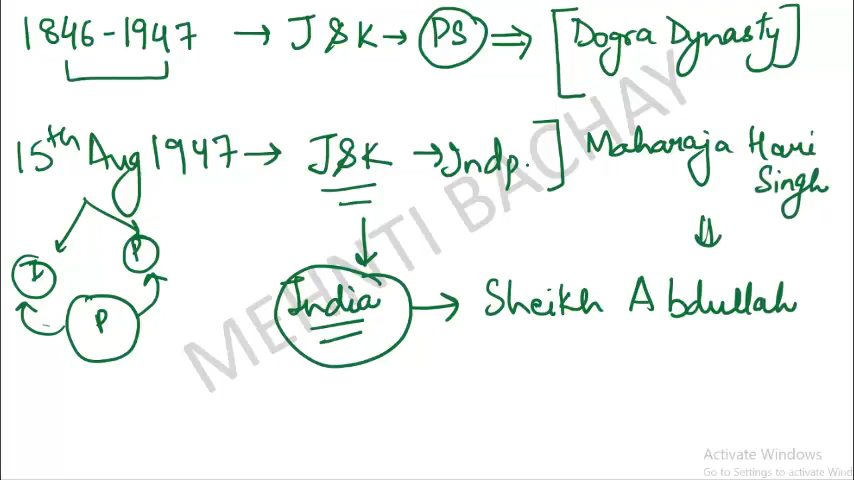 1846-1947 → J&K → PS ⇒ [Dogra Dynasty]
15th Aug 1947 → J&K → Indp.] Maharaja Hari
Singh
I P
P
India → Sheikh Abdullah
MEHNTI BACHAY
Activate Windows
Go to Settings to activate Wind